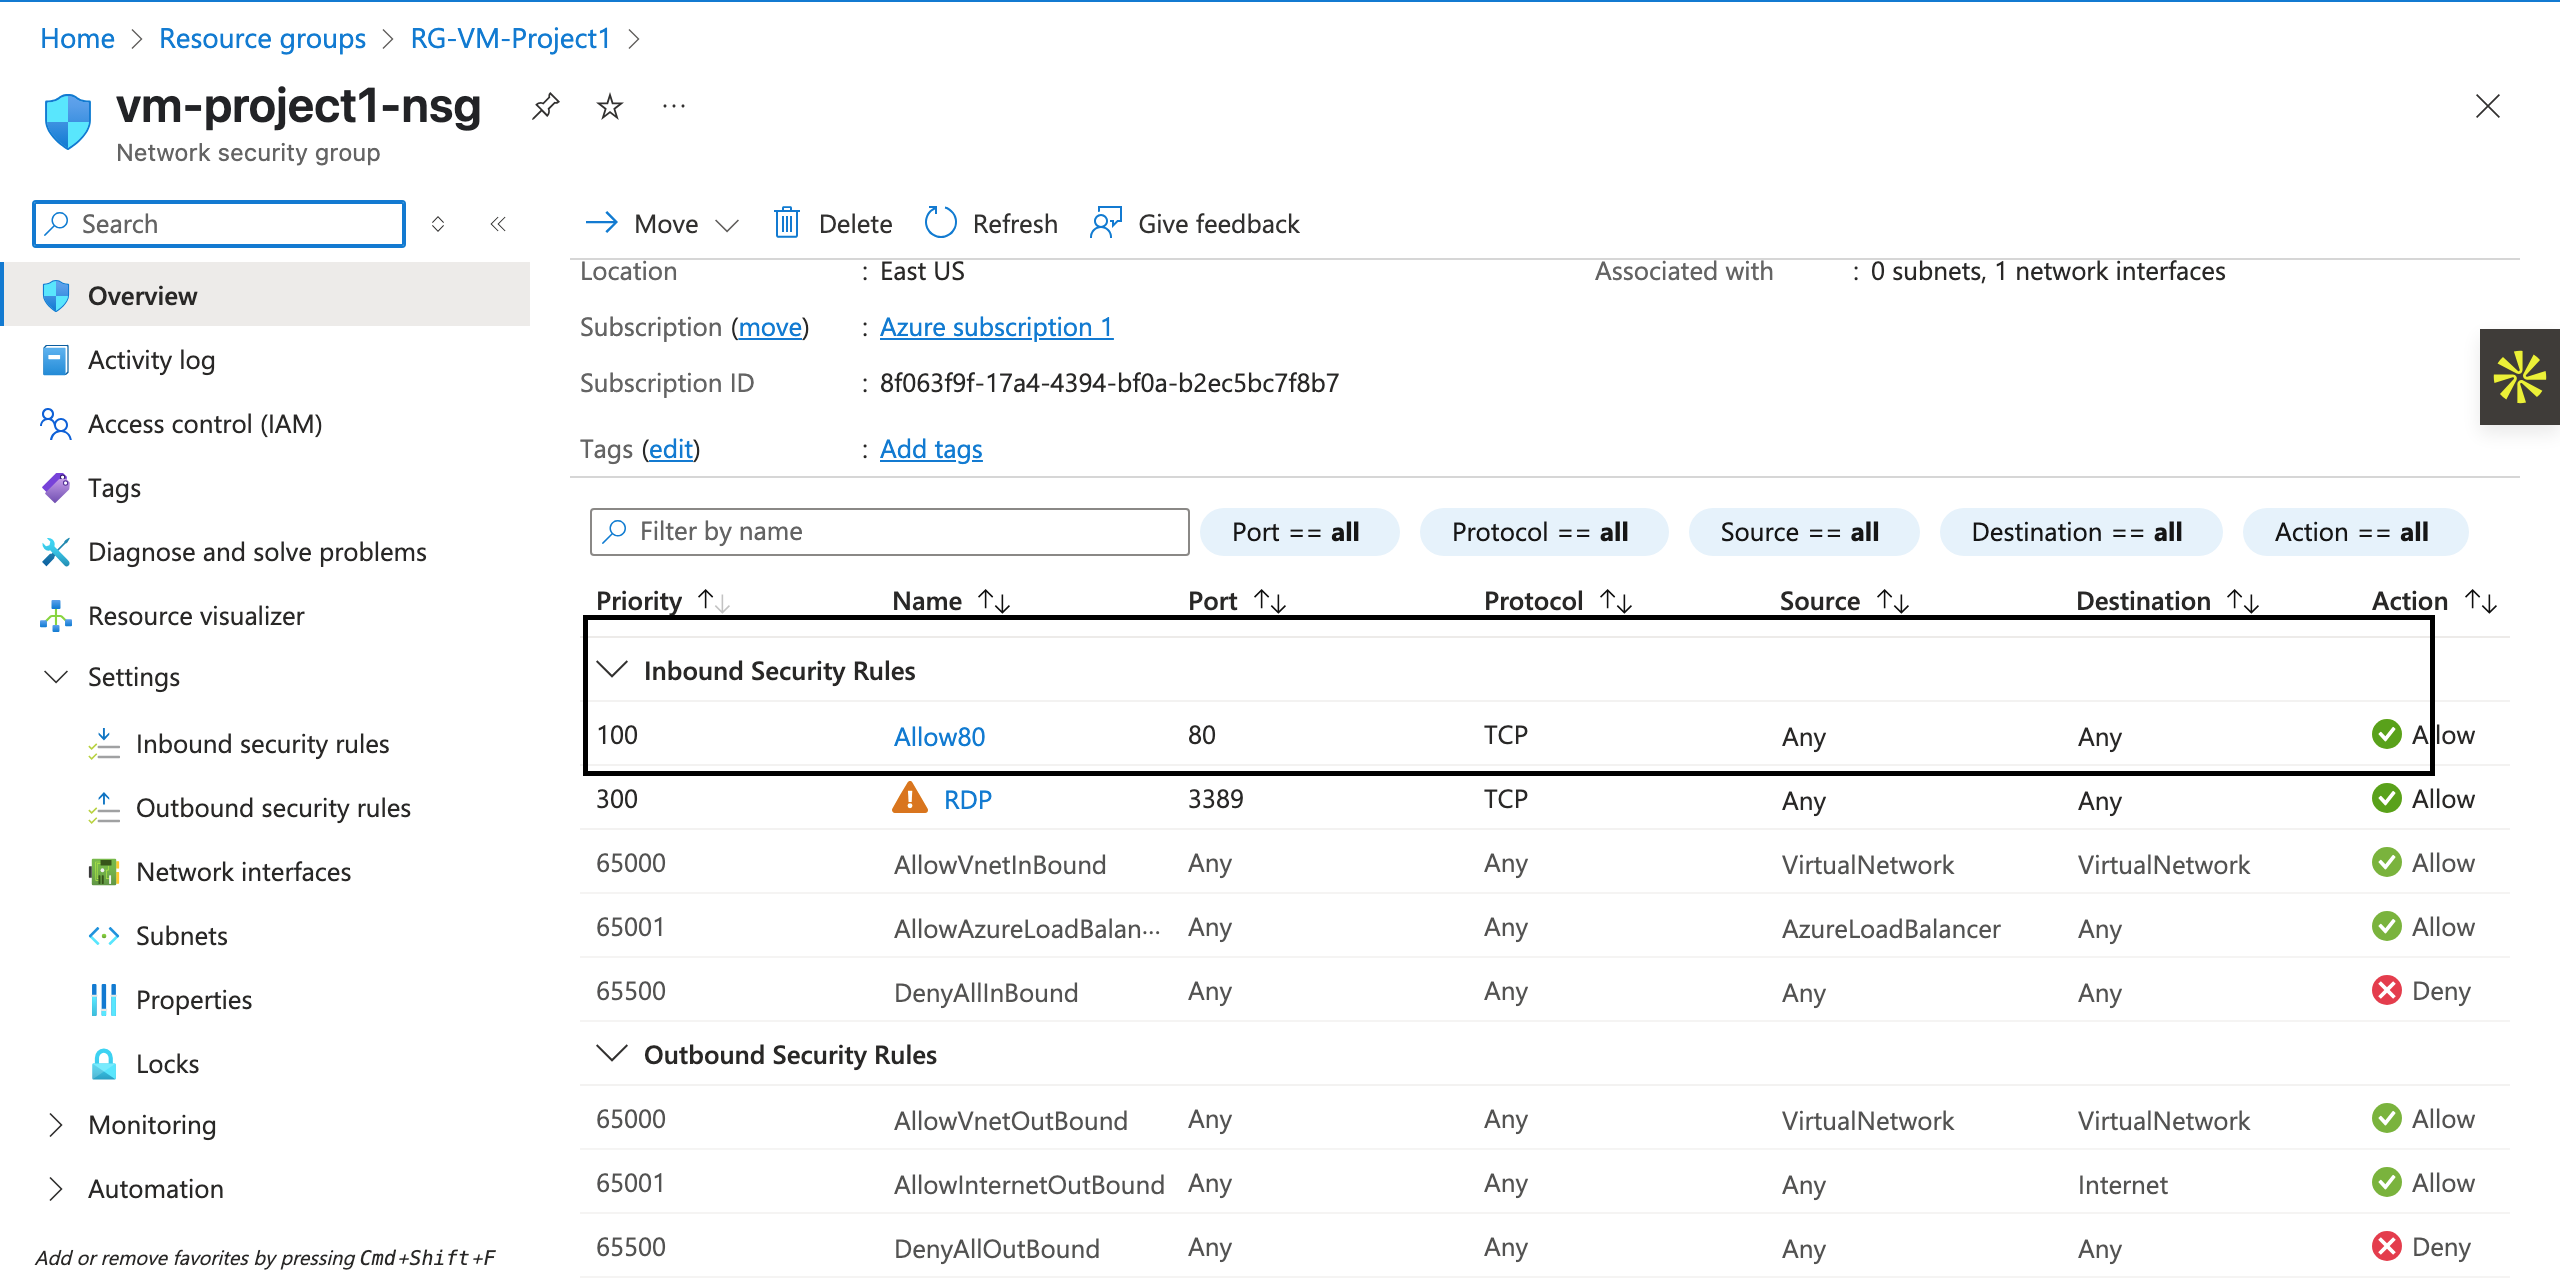 Home > Resource groups > RG-VM-Project1 >
vm-project1-nsg
Network security group
Search
Overview
Activity log
Access control (IAM)
Tags
Diagnose and solve problems
Resource visualizer
Settings
Inbound security rules
Outbound security rules
Network interfaces
Subnets
Properties
Locks
Monitoring
Automation
Add or remove favorites by pressing Cmd+Shift+F
Move Delete Refresh Give feedback
Location : East US Associated with : 0 subnets, 1 network interfaces
Subscription (move) : Azure subscription 1
Subscription ID : 8f063f9f-17a4-4394-bf0a-b2ec5bc7f8b7
Tags (edit) : Add tags
Filter by name Port == all Protocol == all Source == all Destination == all Action == all
Priority Name Port Protocol Source Destination Action
Inbound Security Rules
100 Allow80 80 TCP Any Any Allow
300 RDP 3389 TCP Any Any Allow
65000 AllowVnetInBound Any Any VirtualNetwork VirtualNetwork Allow
65001 AllowAzureLoadBalan... Any Any AzureLoadBalancer Any Allow
65500 DenyAllInBound Any Any Any Any Deny
Outbound Security Rules
65000 AllowVnetOutBound Any Any VirtualNetwork VirtualNetwork Allow
65001 AllowInternetOutBound Any Any Any Internet Allow
65500 DenyAllOutBound Any Any Any Any Deny